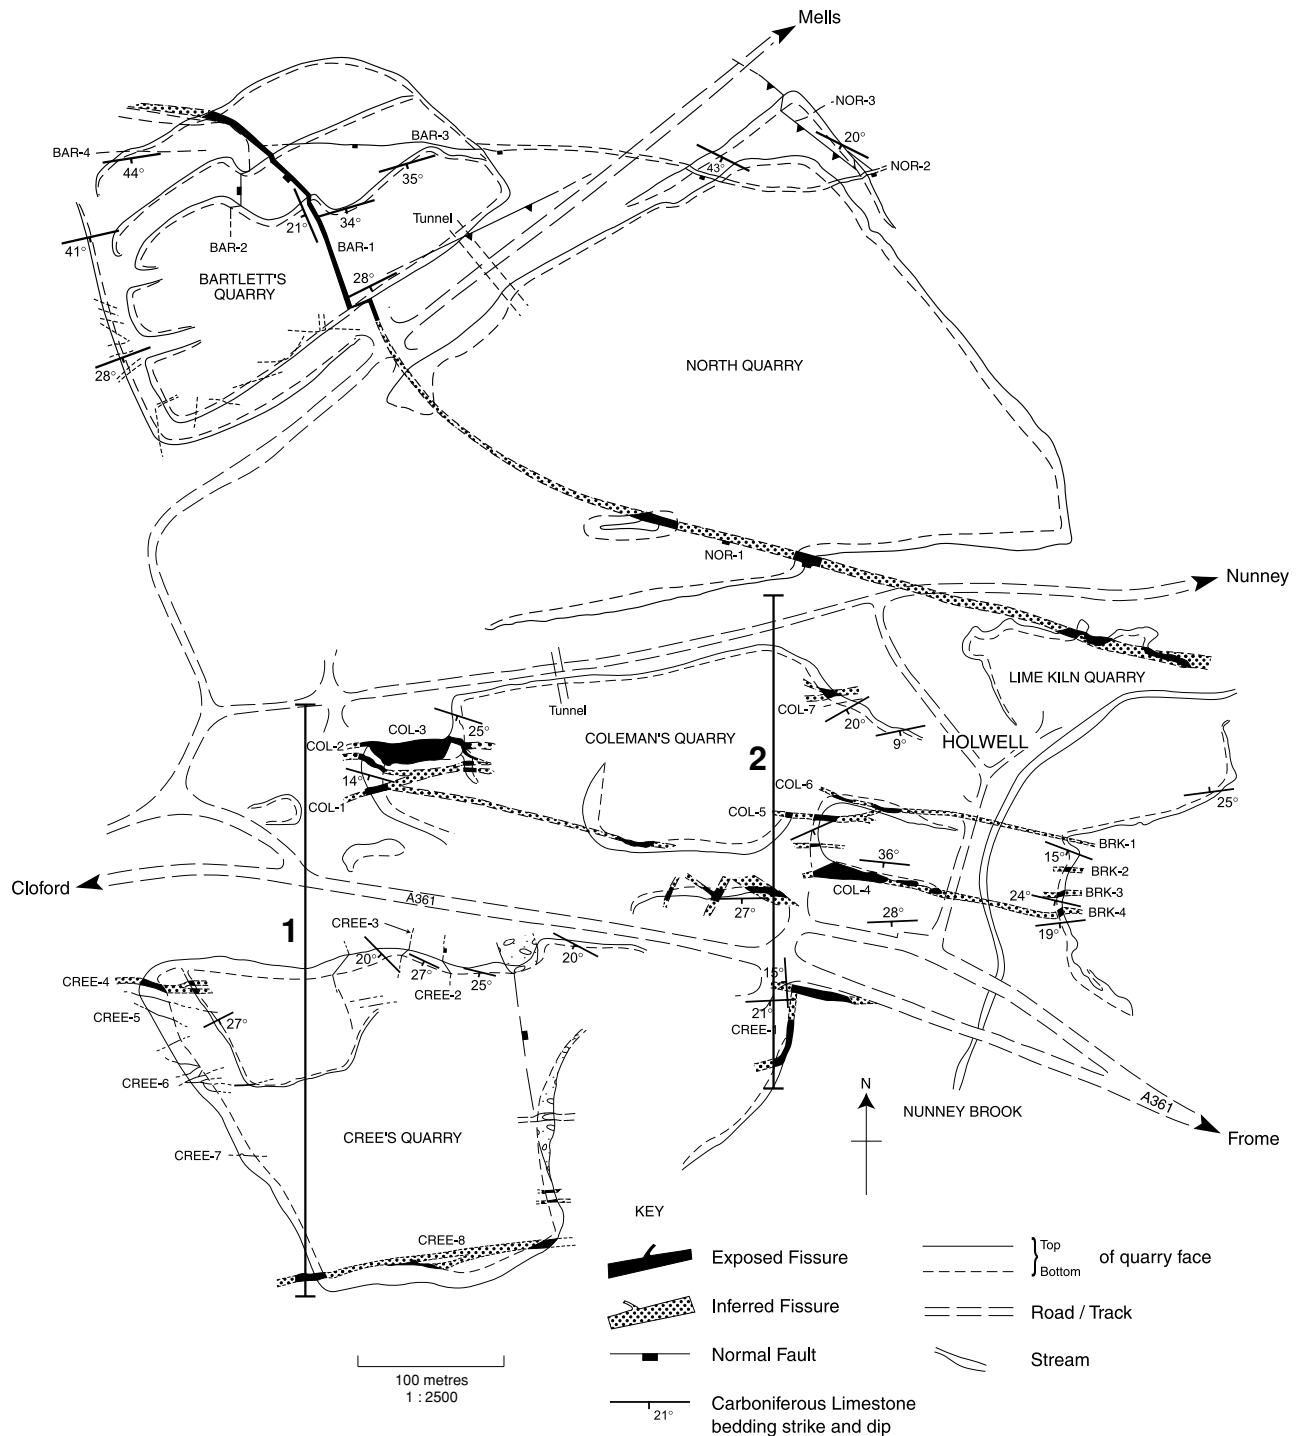 Mells
NOR-3
BAR-3
20°
BAR-4
44°
43°
35°
NOR-2
21°
34°
Tunnel
BAR-2
BAR-1
41°
BARTLETT'S
QUARRY
28°
28°
NORTH QUARRY
NOR-1
Nunney
LIME KILN QUARRY
Tunnel
COL-7
20°
9°
COL-3
25°
COL-2
COLEMAN'S QUARRY
HOLWELL
2
14°
COL-6
COL-1
COL-5
25°
BRK-1
36°
15°
BRK-2
Cloford
COL-4
24°
BRK-3
A361
27°
28°
BRK-4
19°
1
CREE-3
20°
27°
20°
CREE-4
25°
15°
CREE-2
21°
CREE-5
27°
CREE-1
CREE-6
N
A361
NUNNEY BROOK
CREE'S QUARRY
Frome
CREE-7
KEY
CREE-8
Exposed Fissure
Top
Bottom
of quarry face
Inferred Fissure
Road / Track
Normal Fault
Stream
100 metres
1 : 2500
21°
Carboniferous Limestone
bedding strike and dip